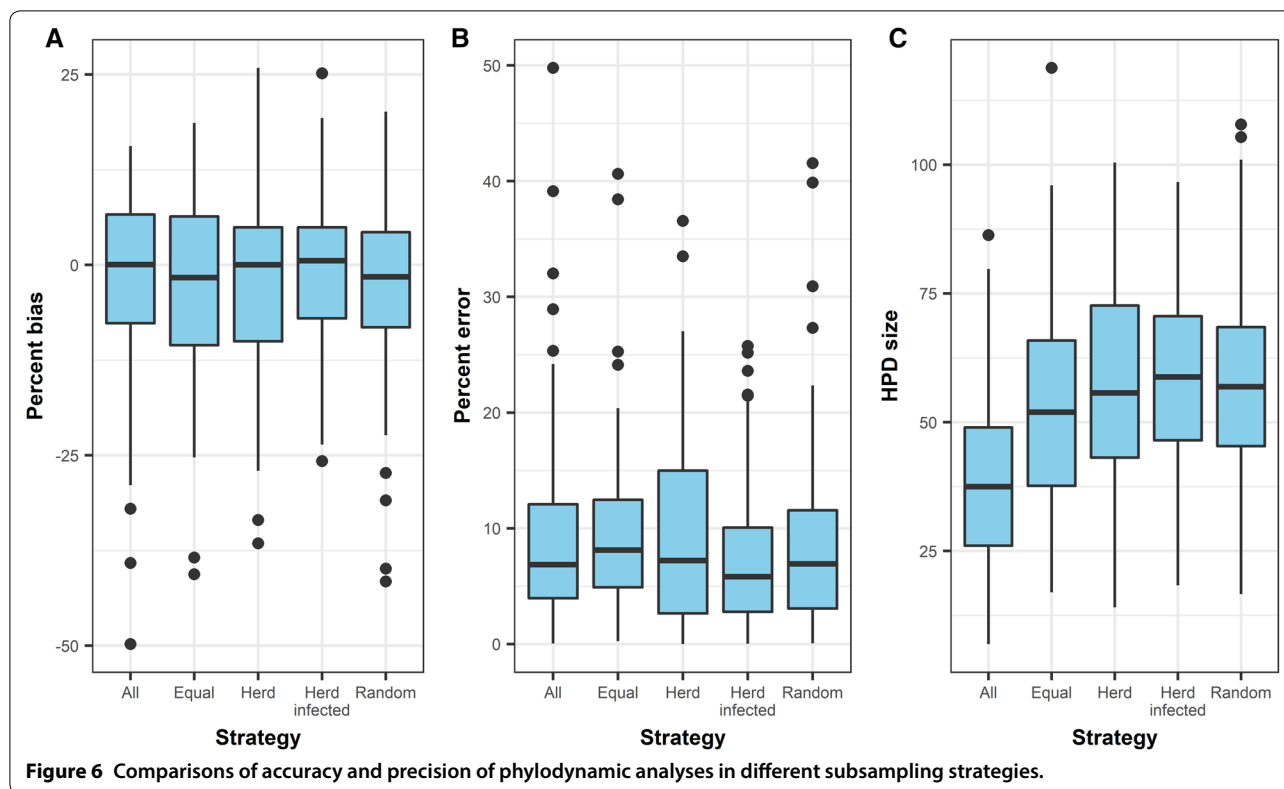 A
Percent bias
25
0
-25
-50
All Equal Herd Herd infected Random
Strategy
B
Percent error
50
40
30
20
10
0
All Equal Herd Herd infected Random
Strategy
C
HPD size
100
75
50
25
All Equal Herd Herd infected Random
Strategy
Figure 6 Comparisons of accuracy and precision of phylodynamic analyses in different subsampling strategies.